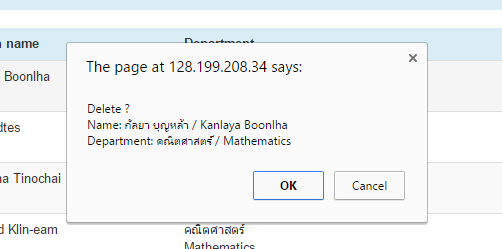 n name
Department
Boonlha
The page at 128.199.208.34 says:
Delete ?
Name: กัลยา บุญหล้า / Kanlaya Boonlha
Department: คณิตศาสตร์ / Mathematics
dtes
na Tinochai
OK
Cancel
d Klin-eam
คณิตศาสตร์
Mathematics